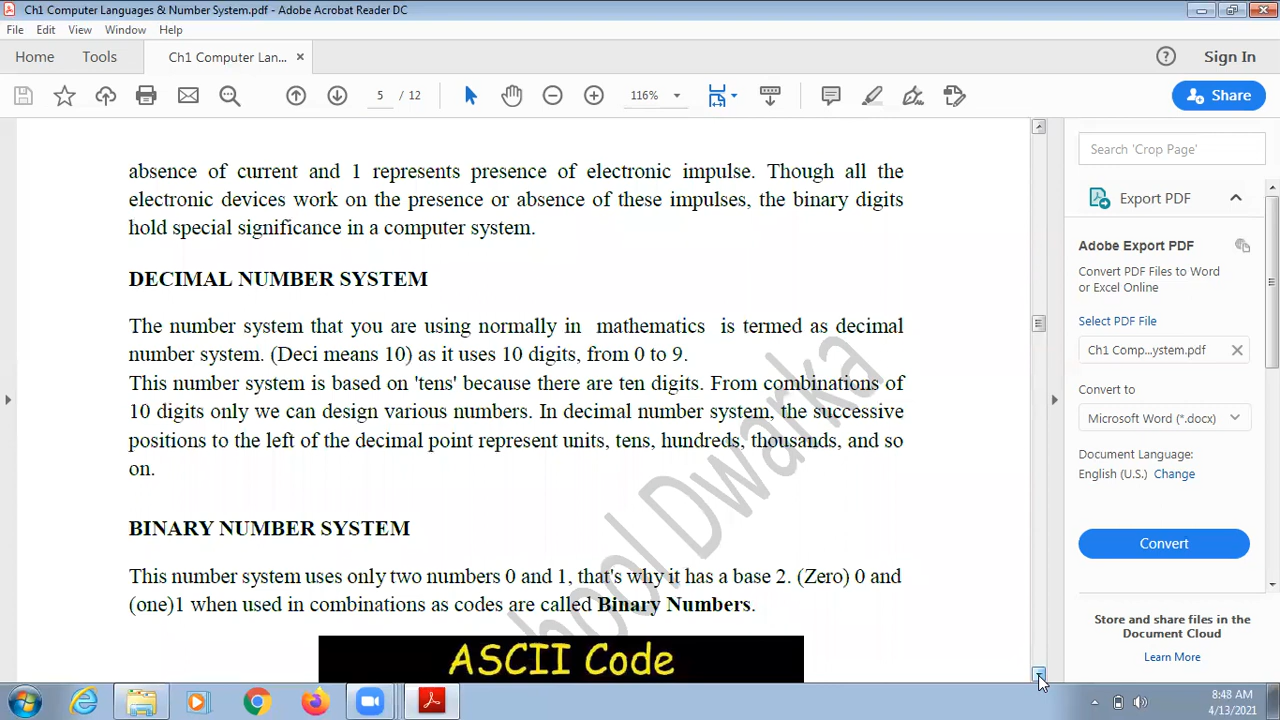 Ch1 Computer Languages & Number System.pdf - Adobe Acrobat Reader DC
File Edit View Window Help
Home Tools Ch1 Computer Lan... × Sign In
5 / 12 116% Share
absence of current and 1 represents presence of electronic impulse. Though all the
electronic devices work on the presence or absence of these impulses, the binary digits
hold special significance in a computer system.
DECIMAL NUMBER SYSTEM
The number system that you are using normally in mathematics is termed as decimal
number system. (Deci means 10) as it uses 10 digits, from 0 to 9.
This number system is based on 'tens' because there are ten digits. From combinations of
10 digits only we can design various numbers. In decimal number system, the successive
positions to the left of the decimal point represent units, tens, hundreds, thousands, and so
on.
BINARY NUMBER SYSTEM
This number system uses only two numbers 0 and 1, that's why it has a base 2. (Zero) 0 and
(one)1 when used in combinations as codes are called Binary Numbers.
hool Dwarka
ASCII Code
Search 'Crop Page'
Export PDF
Adobe Export PDF
Convert PDF Files to Word
or Excel Online
Select PDF File
Ch1 Comp...ystem.pdf
Convert to
Microsoft Word (*.docx)
Document Language:
English (U.S.) Change
Convert
Store and share files in the
Document Cloud
Learn More
8:48 AM
4/13/2021